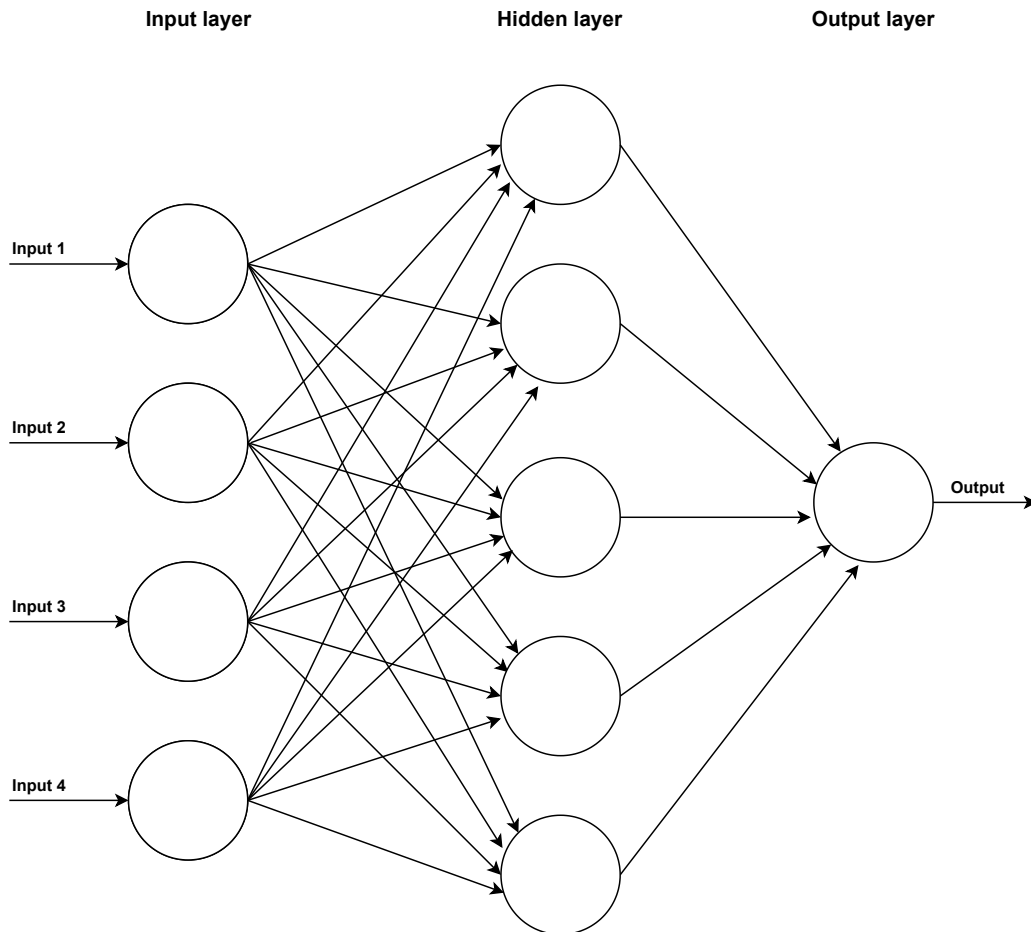 Input layer
Hidden layer
Output layer
Input 1
Input 2
Input 3
Input 4
Output